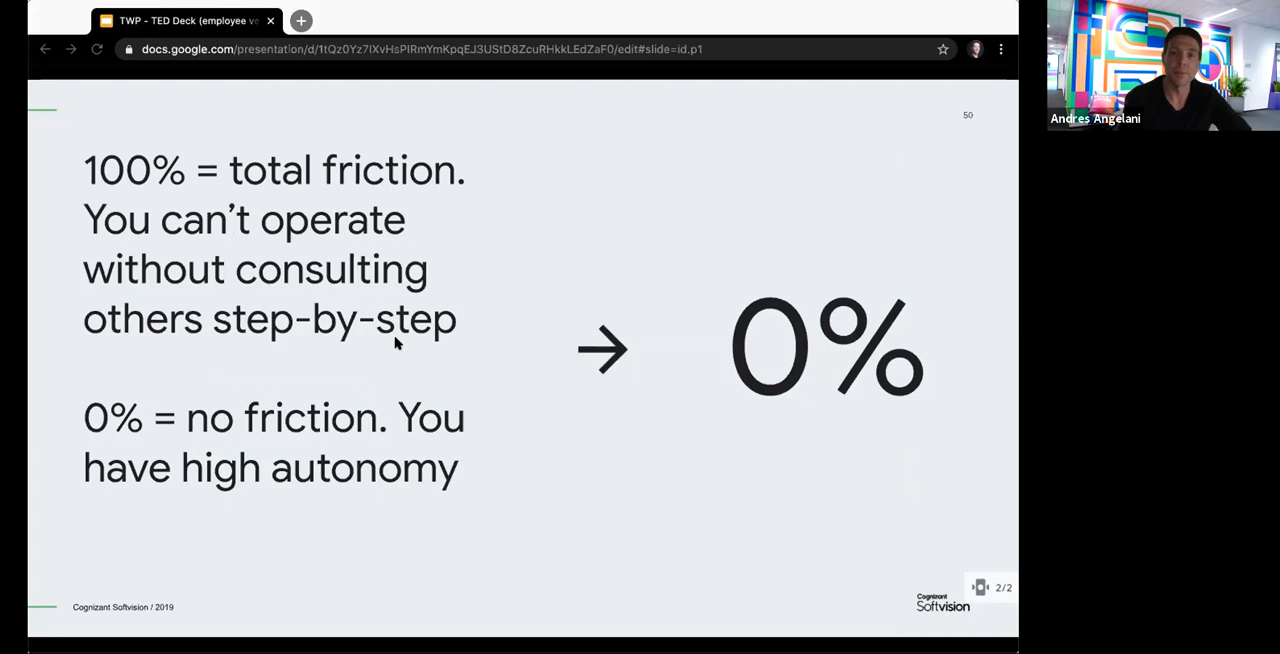 TWP - TED Deck (employee ve
docs.google.com/presentation/d/1tQz0Yz7IXvHsPIRmYmKpqEJ3UStD8ZcuRHkkLEdZaF0/edit#slide=id.p1
Andres Angelani
50
100% = total friction.
You can’t operate
without consulting
others step-by-step
0% = no friction. You
have high autonomy
→ 0%
2/2
Cognizant Softvision / 2019
Cognizant
Softvision